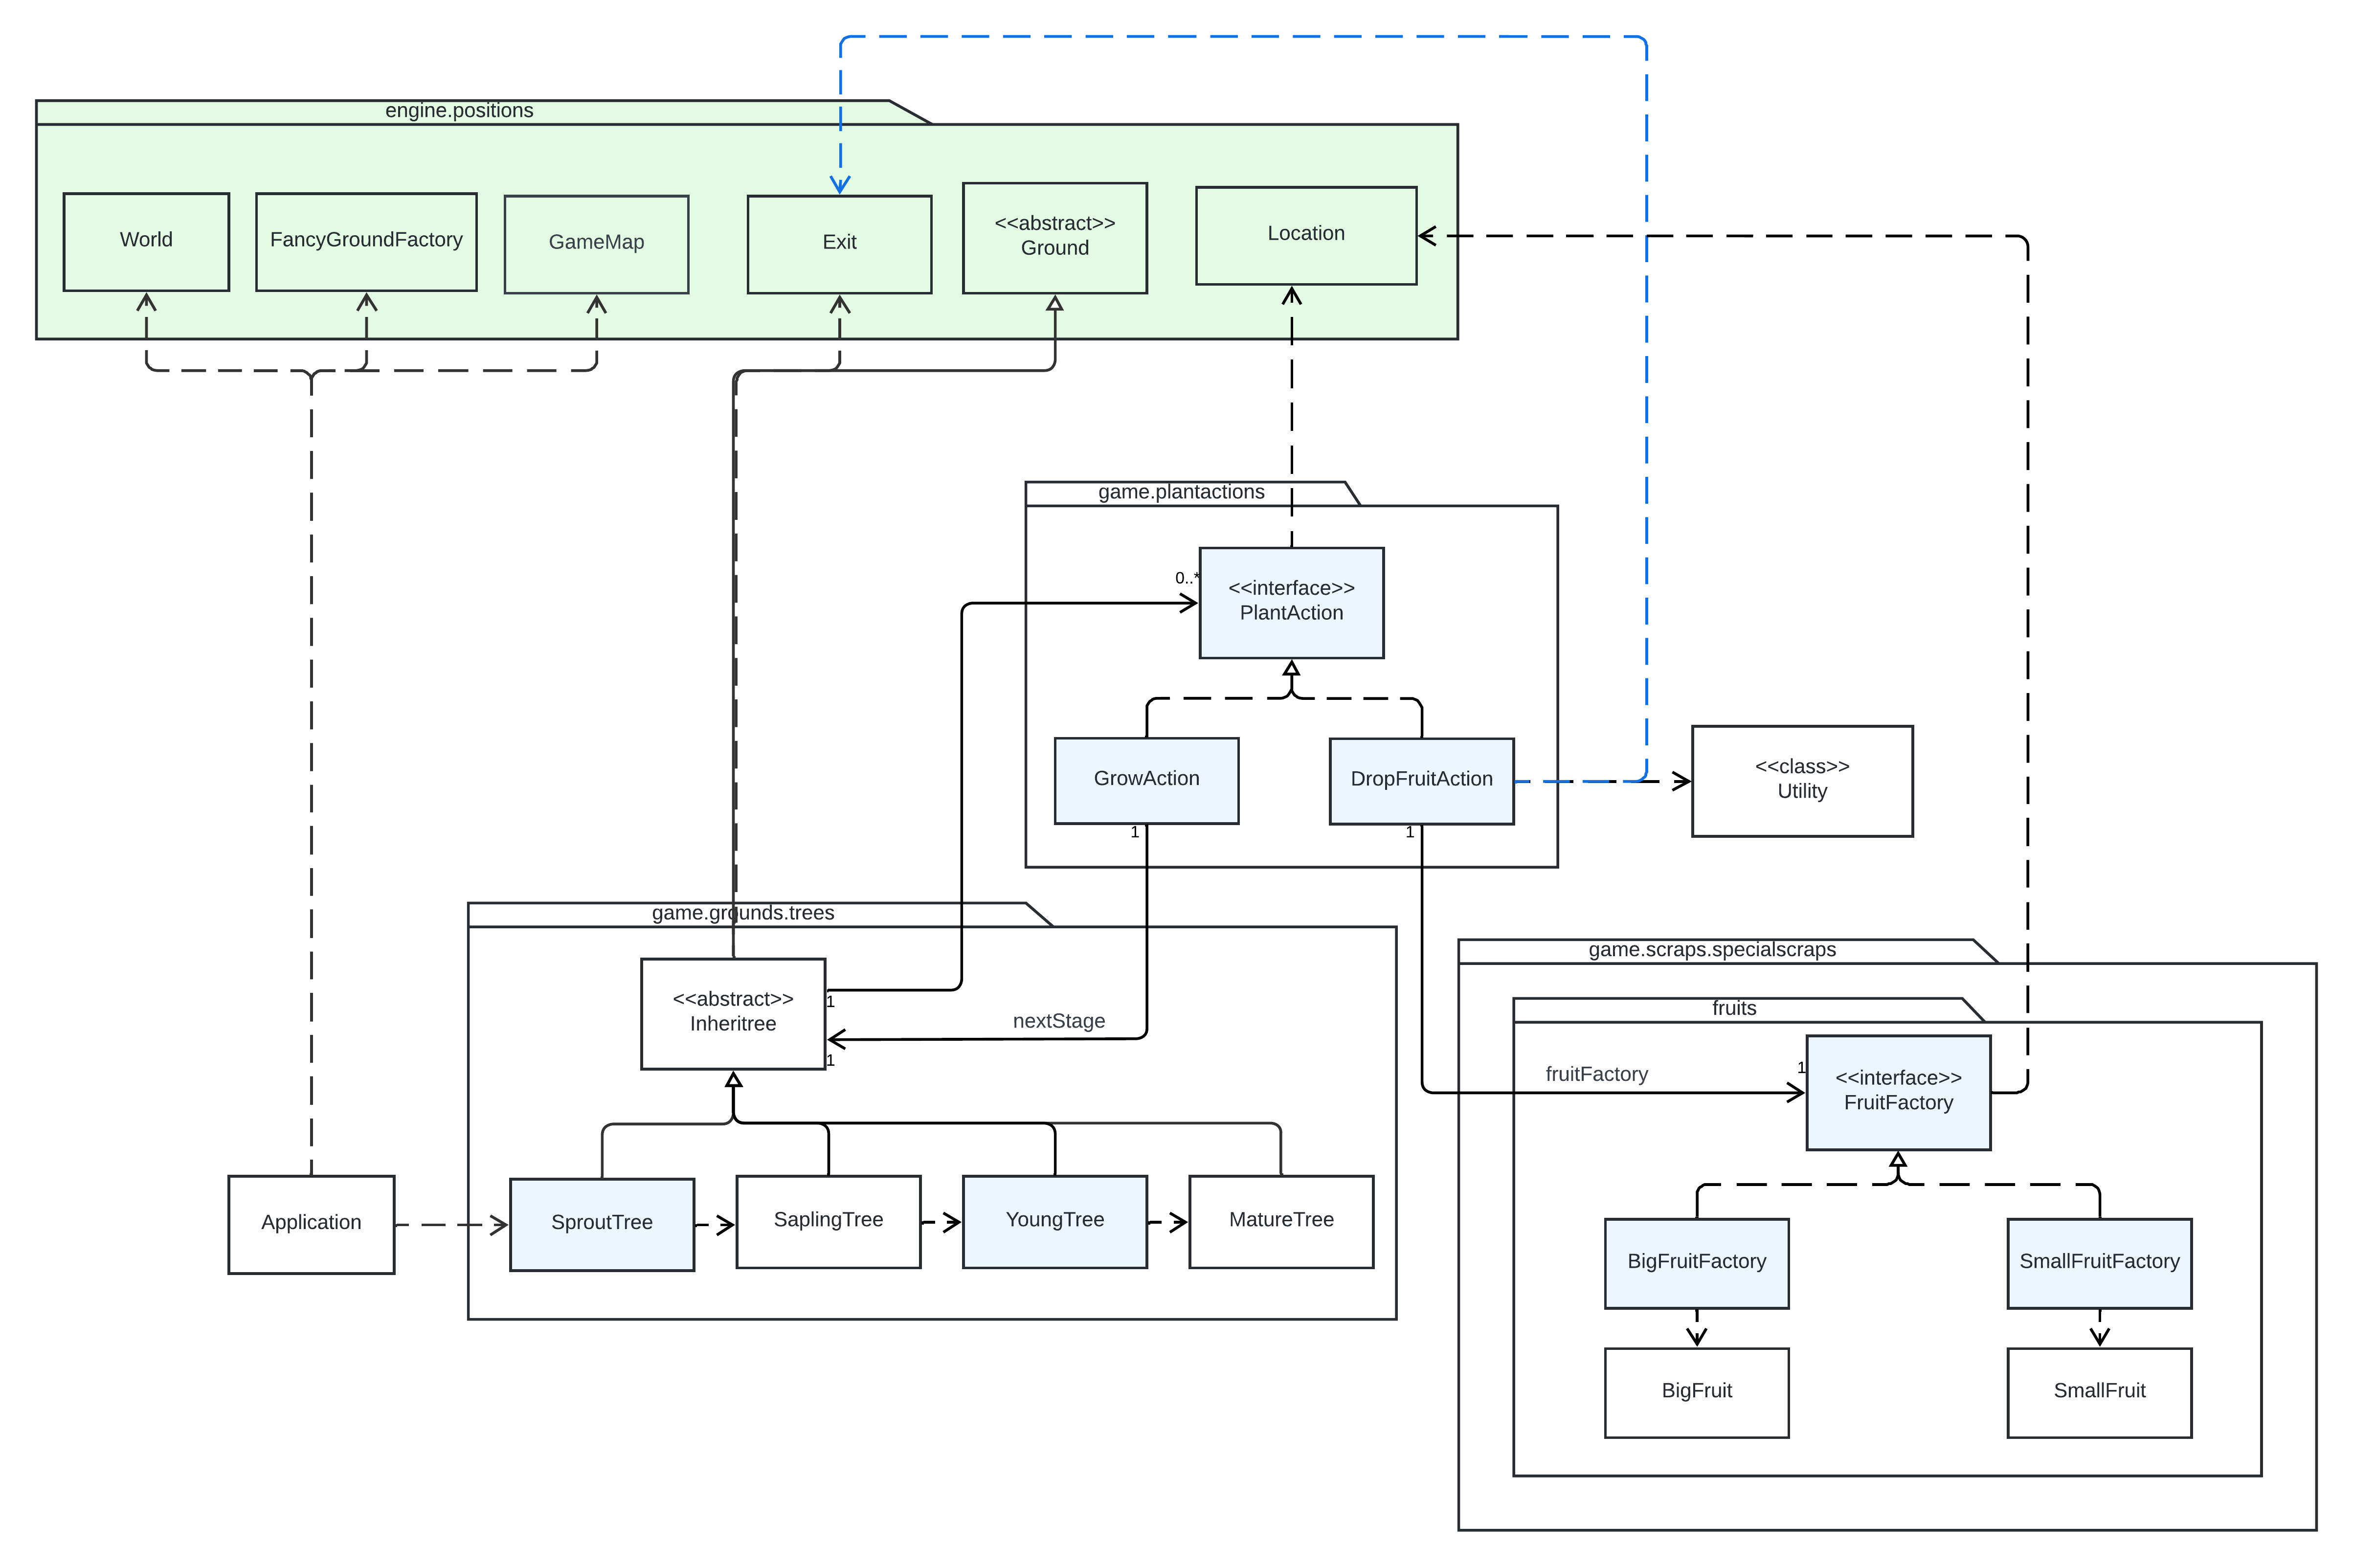 engine.positions
World
FancyGroundFactory
GameMap
Exit
<<abstract>>
Ground
Location
game.plantactions
0..*
<<interface>>
PlantAction
GrowAction
DropFruitAction
<<class>>
Utility
1
1
game.grounds.trees
<<abstract>>
Inheritree
1
nextStage
1
game.scraps.specialscraps
fruits
fruitFactory
1
<<interface>>
FruitFactory
Application
SproutTree
SaplingTree
YoungTree
MatureTree
BigFruitFactory
SmallFruitFactory
BigFruit
SmallFruit